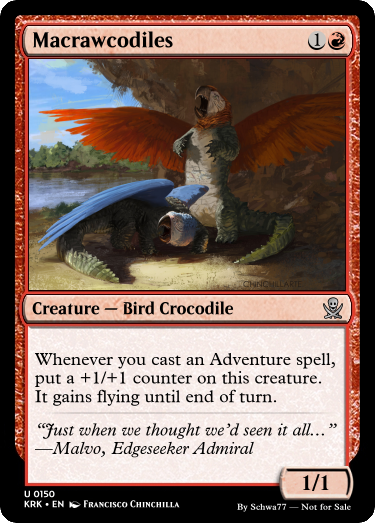 Macrawcodiles
1
CHINCHILLARTE
Creature — Bird Crocodile
Whenever you cast an Adventure spell,
put a +1/+1 counter on this creature.
It gains flying until end of turn.
“Just when we thought we’d seen it all…”
—Malvo, Edgeseeker Admiral
1/1
U 0150
KRK • EN Francisco Chinchilla
By Schwa77 — Not for Sale